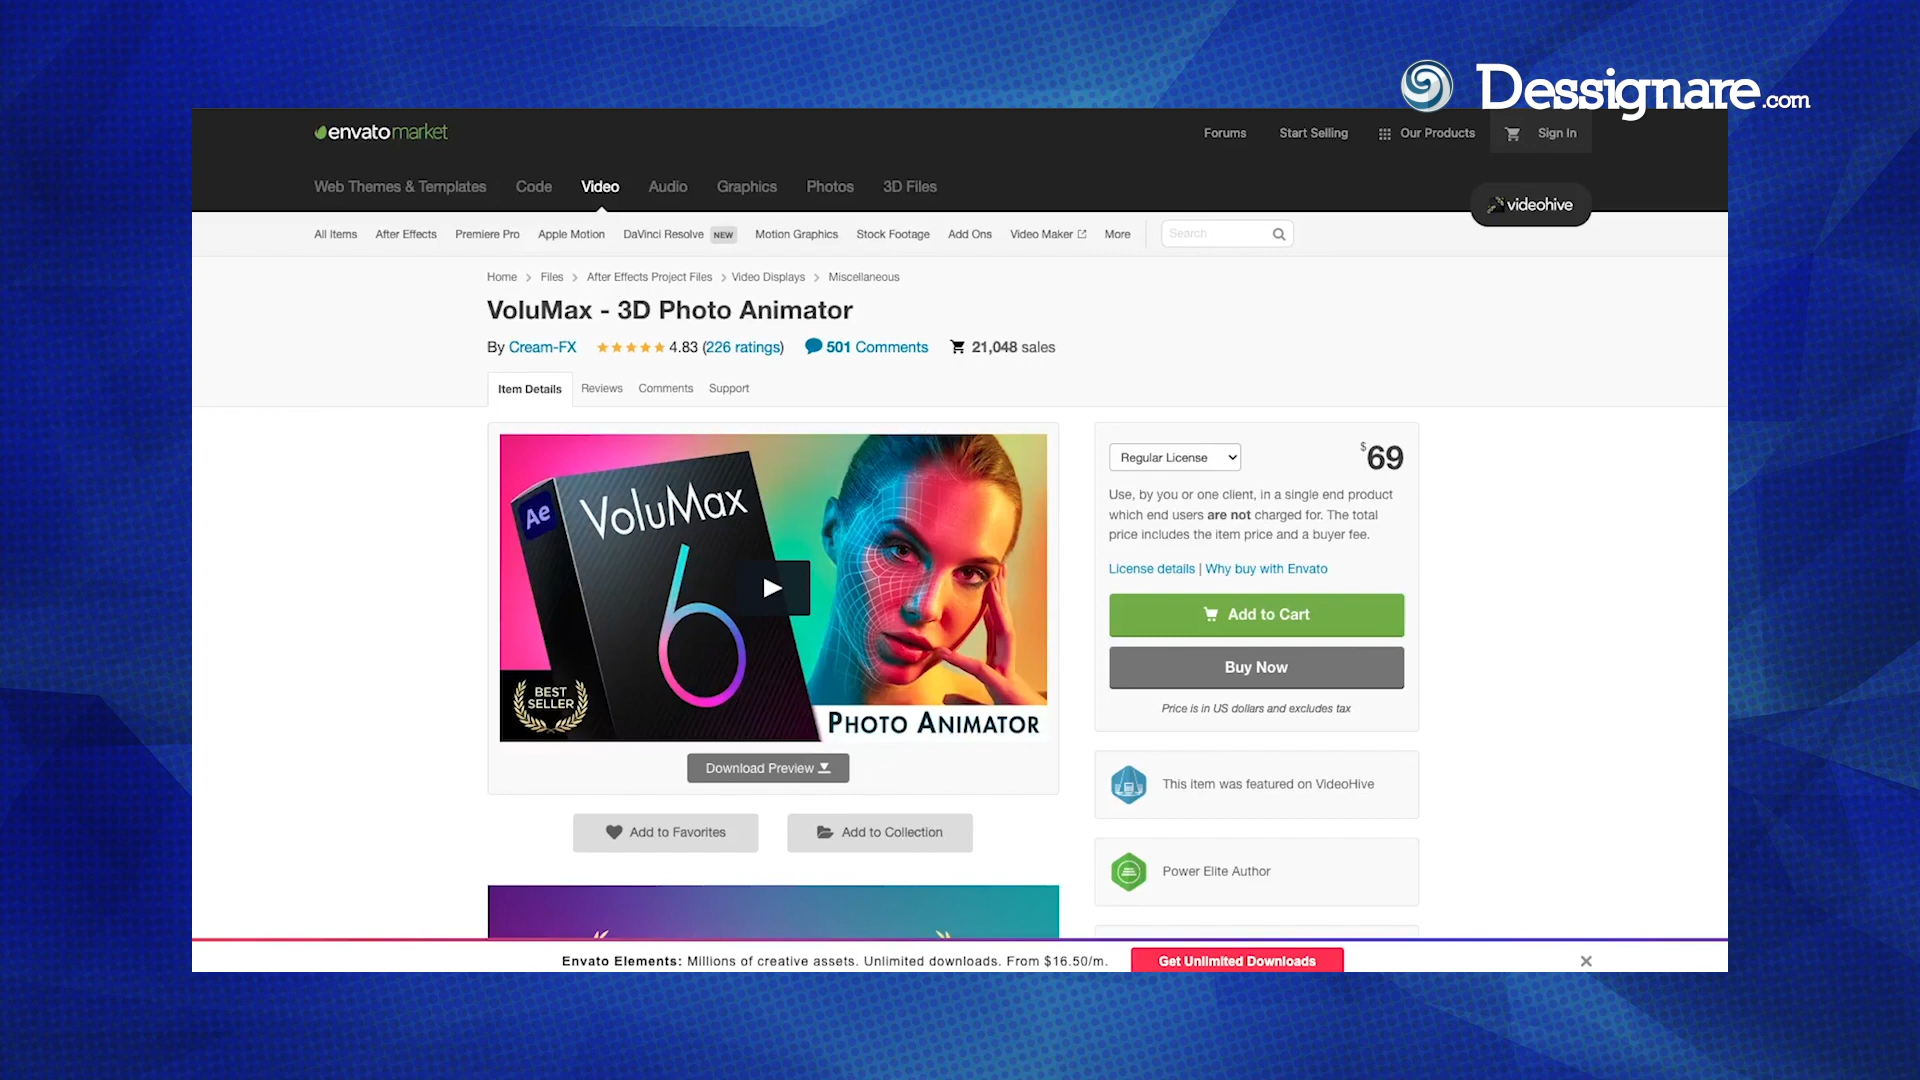 Dessignare.com
envatomarket
Forums Start Selling Our Products Sign In
Web Themes & Templates Code Video Audio Graphics Photos 3D Files
videohive
All Items After Effects Premiere Pro Apple Motion DaVinci Resolve NEW Motion Graphics Stock Footage Add Ons Video Maker More Search
Home > Files > After Effects Project Files > Video Displays > Miscellaneous
VoluMax - 3D Photo Animator
By Cream-FX 4.83 (226 ratings) 501 Comments 21,048 sales
Item Details Reviews Comments Support
Ae
VoluMax
6
BEST
SELLER
PHOTO ANIMATOR
Download Preview
Add to Favorites Add to Collection
Regular License $69
Use, by you or one client, in a single end product
which end users are not charged for. The total
price includes the item price and a buyer fee.
License details | Why buy with Envato
Add to Cart
Buy Now
Price is in US dollars and excludes tax
This item was featured on VideoHive
Power Elite Author
Envato Elements: Millions of creative assets. Unlimited downloads. From $16.50/m. Get Unlimited Downloads